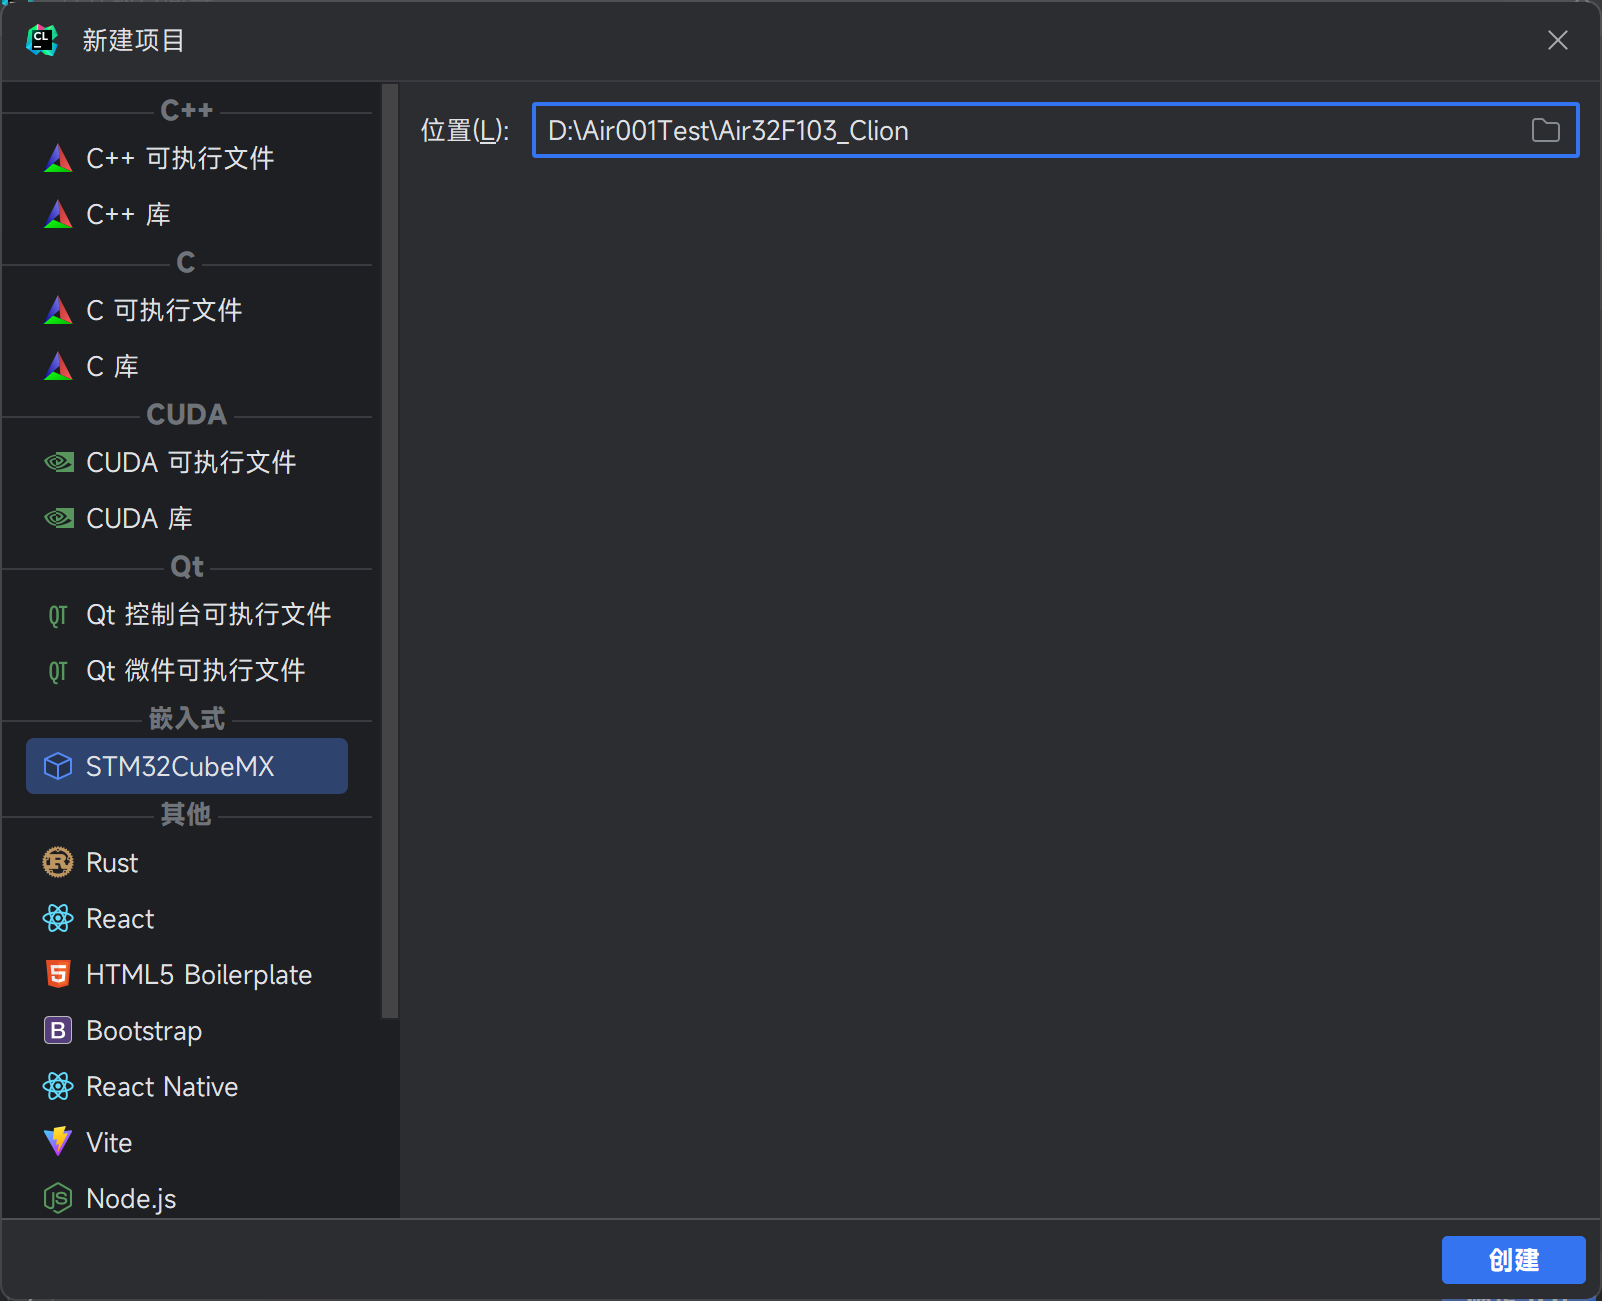 新建项目
位置(L):
D:\Air001Test\Air32F103_Clion
C++
C++ 可执行文件
C++ 库
C
C 可执行文件
C 库
CUDA
CUDA 可执行文件
CUDA 库
Qt
Qt 控制台可执行文件
Qt 微件可执行文件
嵌入式
STM32CubeMX
其他
Rust
React
HTML5 Boilerplate
Bootstrap
React Native
Vite
Node.js
创建